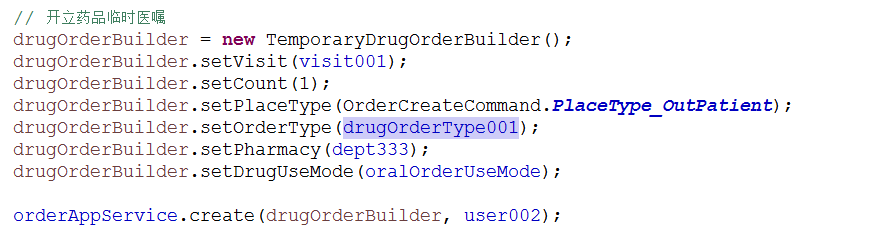 // 开立药品临时医嘱
drugOrderBuilder = new TemporaryDrugOrderBuilder();
drugOrderBuilder.setVisit(visit001);
drugOrderBuilder.setCount(1);
drugOrderBuilder.setPlaceType(OrderCreateCommand.PlaceType_OutPatient);
drugOrderBuilder.setOrderType(drugOrderType001);
drugOrderBuilder.setPharmacy(dept333);
drugOrderBuilder.setDrugUseMode(oralOrderUseMode);
orderAppService.create(drugOrderBuilder, user002);